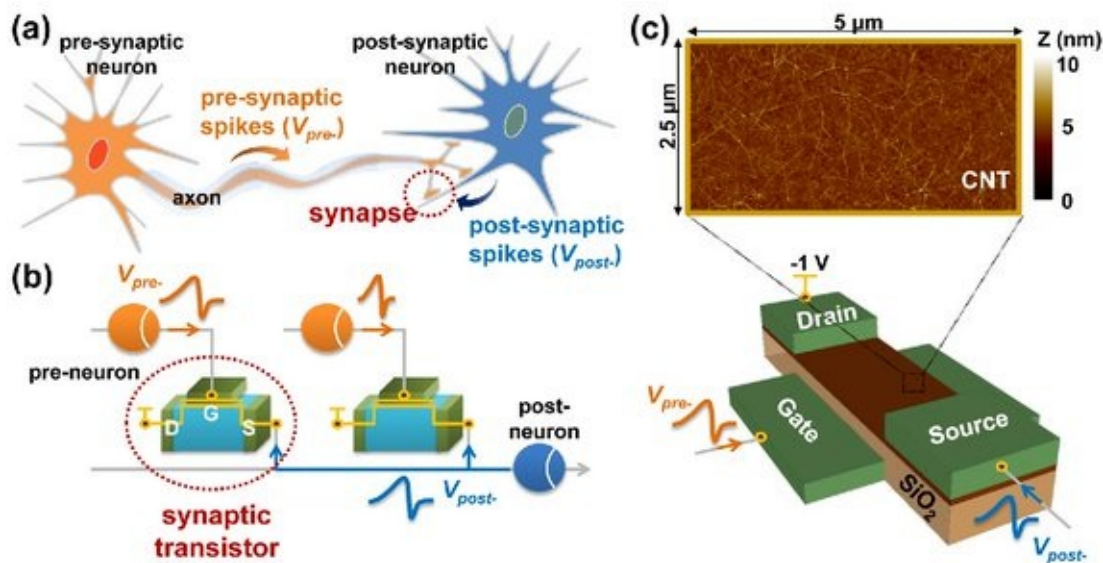 (a)
pre-synaptic
neuron
pre-synaptic
spikes (Vpre-)
axon
post-synaptic
neuron
synapse
post-synaptic
spikes (Vpost-)
(b)
Vpre-
pre-neuron
D
G
S
post-
neuron
Vpost-
synaptic
transistor
(c)
5 µm
2.5 µm
CNT
Z (nm)
10
5
0
-1 V
Drain
Vpre-
Gate
Source
SiO2
Vpost-